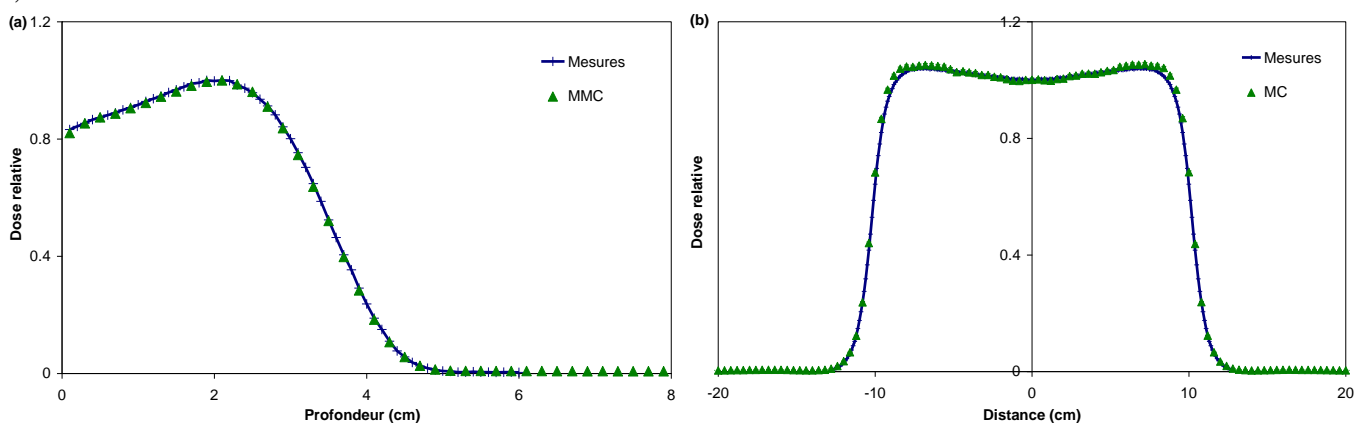 (a)
1.2
0.8
0.4
0
Dose relative
Mesures
MMC
0 2 4 6 8
Profondeur (cm)
(b)
1.2
0.8
0.4
0
Dose relative
Mesures
MC
-20 -10 0 10 20
Distance (cm)